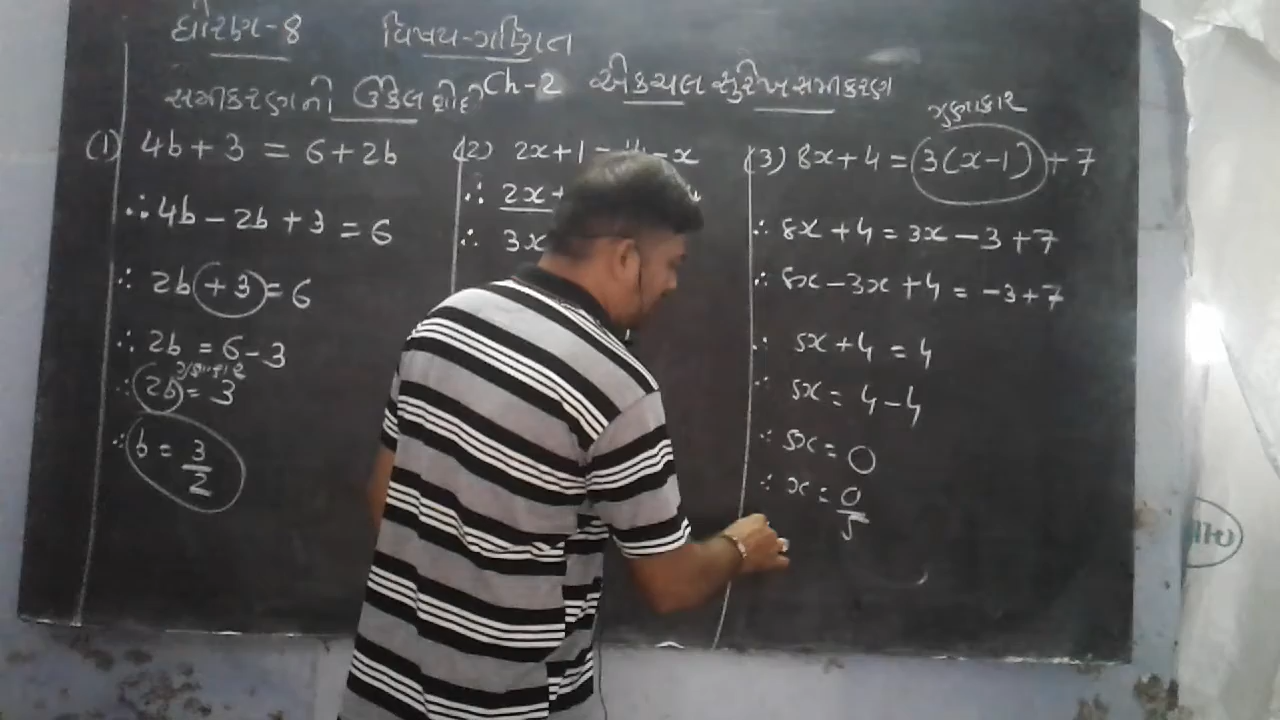 ધોરણ-8 વિષય-ગણિત
Ch-2 એકચલ સુરેખ સમીકરણ
સમીકરણની ઉકેલ શોધો
(1) 4b + 3 = 6 + 2b
∴ 4b - 2b + 3 = 6
∴ 2b + 3 = 6
∴ 2b = 6 - 3
ગુણાકાર
∴ 2b = 3
∴ b = 3/2
(2) 2x + 1 = - x
∴ 2x
∴ 3x
ગુણાકાર
(3) 8x + 4 = 3(x-1) + 7
∴ 8x + 4 = 3x - 3 + 7
∴ 8x - 3x + 4 = -3 + 7
∴ 5x + 4 = 4
∴ 5x = 4 - 4
∴ 5x = 0
∴ x = 0/5